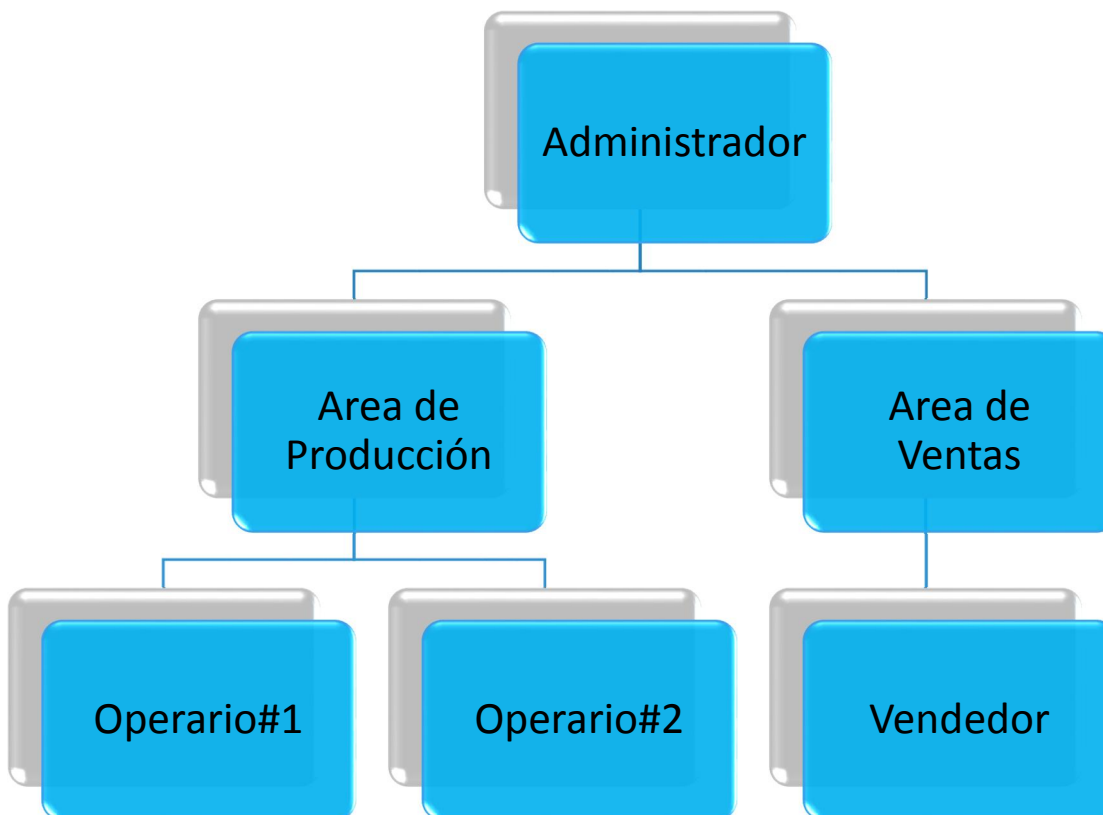 Administrador
Area de
Producción
Area de
Ventas
Operario#1
Operario#2
Vendedor